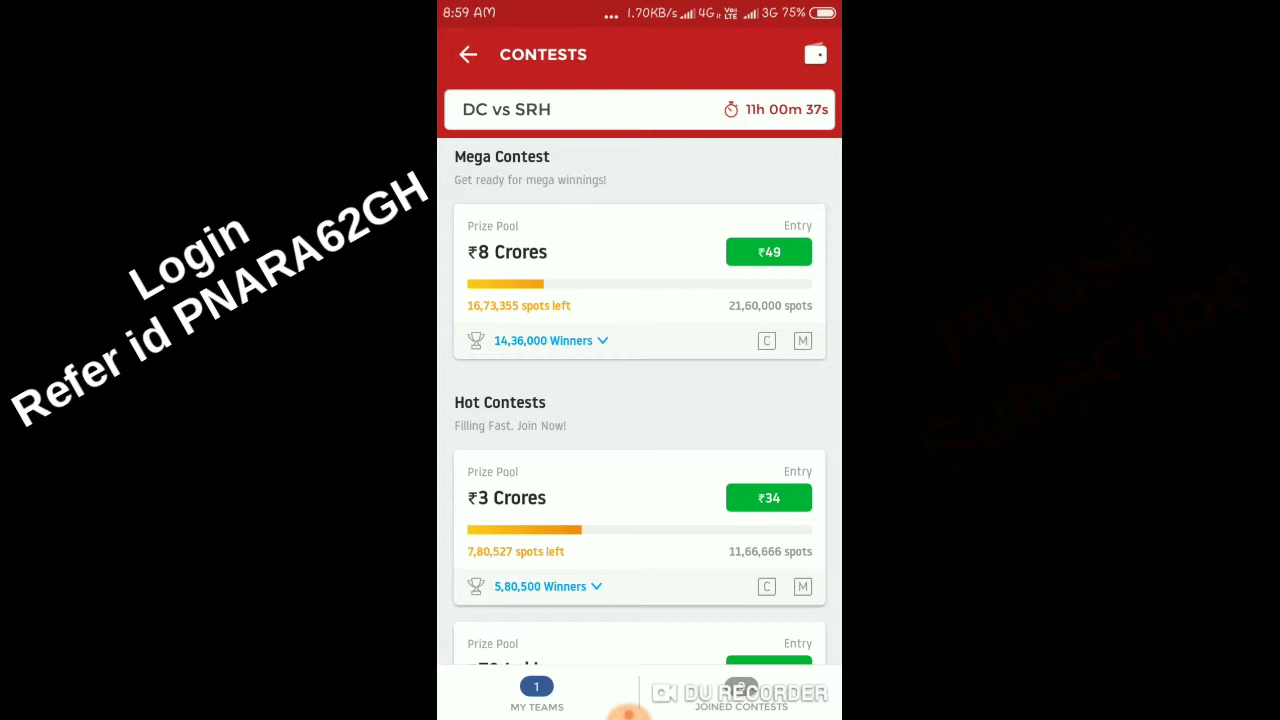 8:59 AM
... 1.70KB/s 4G VoLTE 3G 75%
CONTESTS
DC vs SRH
11h 00m 37s
Mega Contest
Get ready for mega winnings!
Prize Pool
Entry
₹8 Crores
₹49
16,73,355 spots left
21,60,000 spots
14,36,000 Winners
C M
Hot Contests
Filling Fast. Join Now!
Prize Pool
Entry
₹3 Crores
₹34
7,80,527 spots left
11,66,666 spots
5,80,500 Winners
C M
Prize Pool
Entry
1
MY TEAMS
JOINED CONTESTS
DU RECORDER
Login
Refer id PNARA62GH